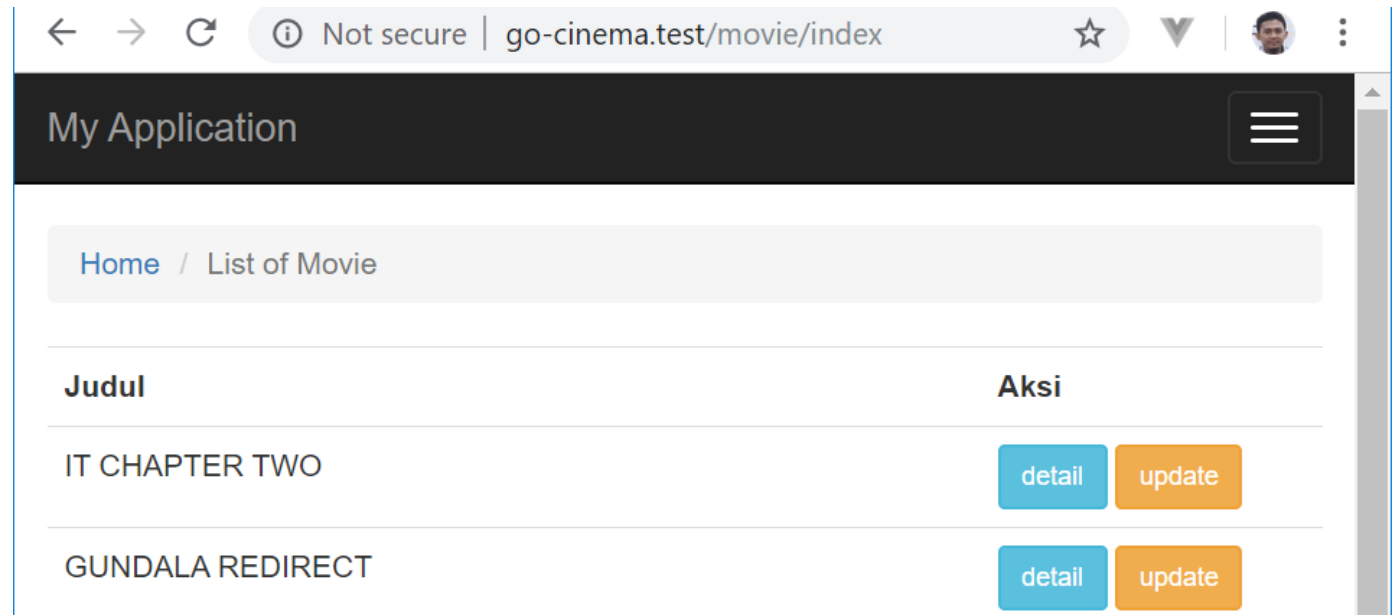 Not secure | go-cinema.test/movie/index
My Application
Home / List of Movie
Judul Aksi
IT CHAPTER TWO detail update
GUNDALA REDIRECT detail update